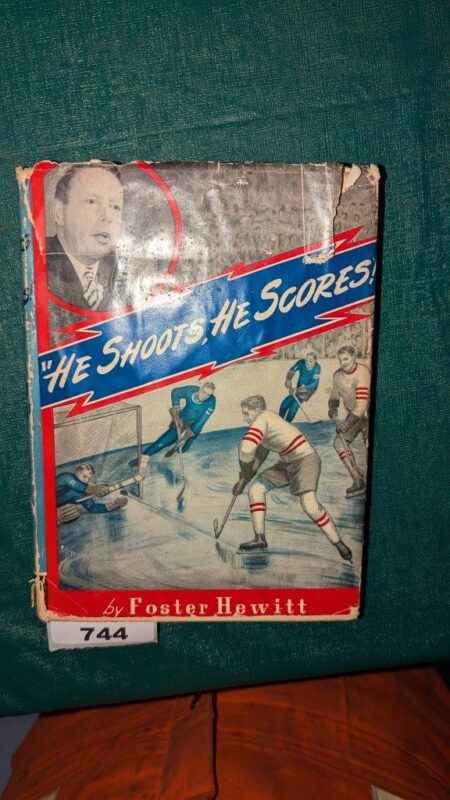 "HE SHOOTS, HE SCORES!
by Foster Hewitt
744